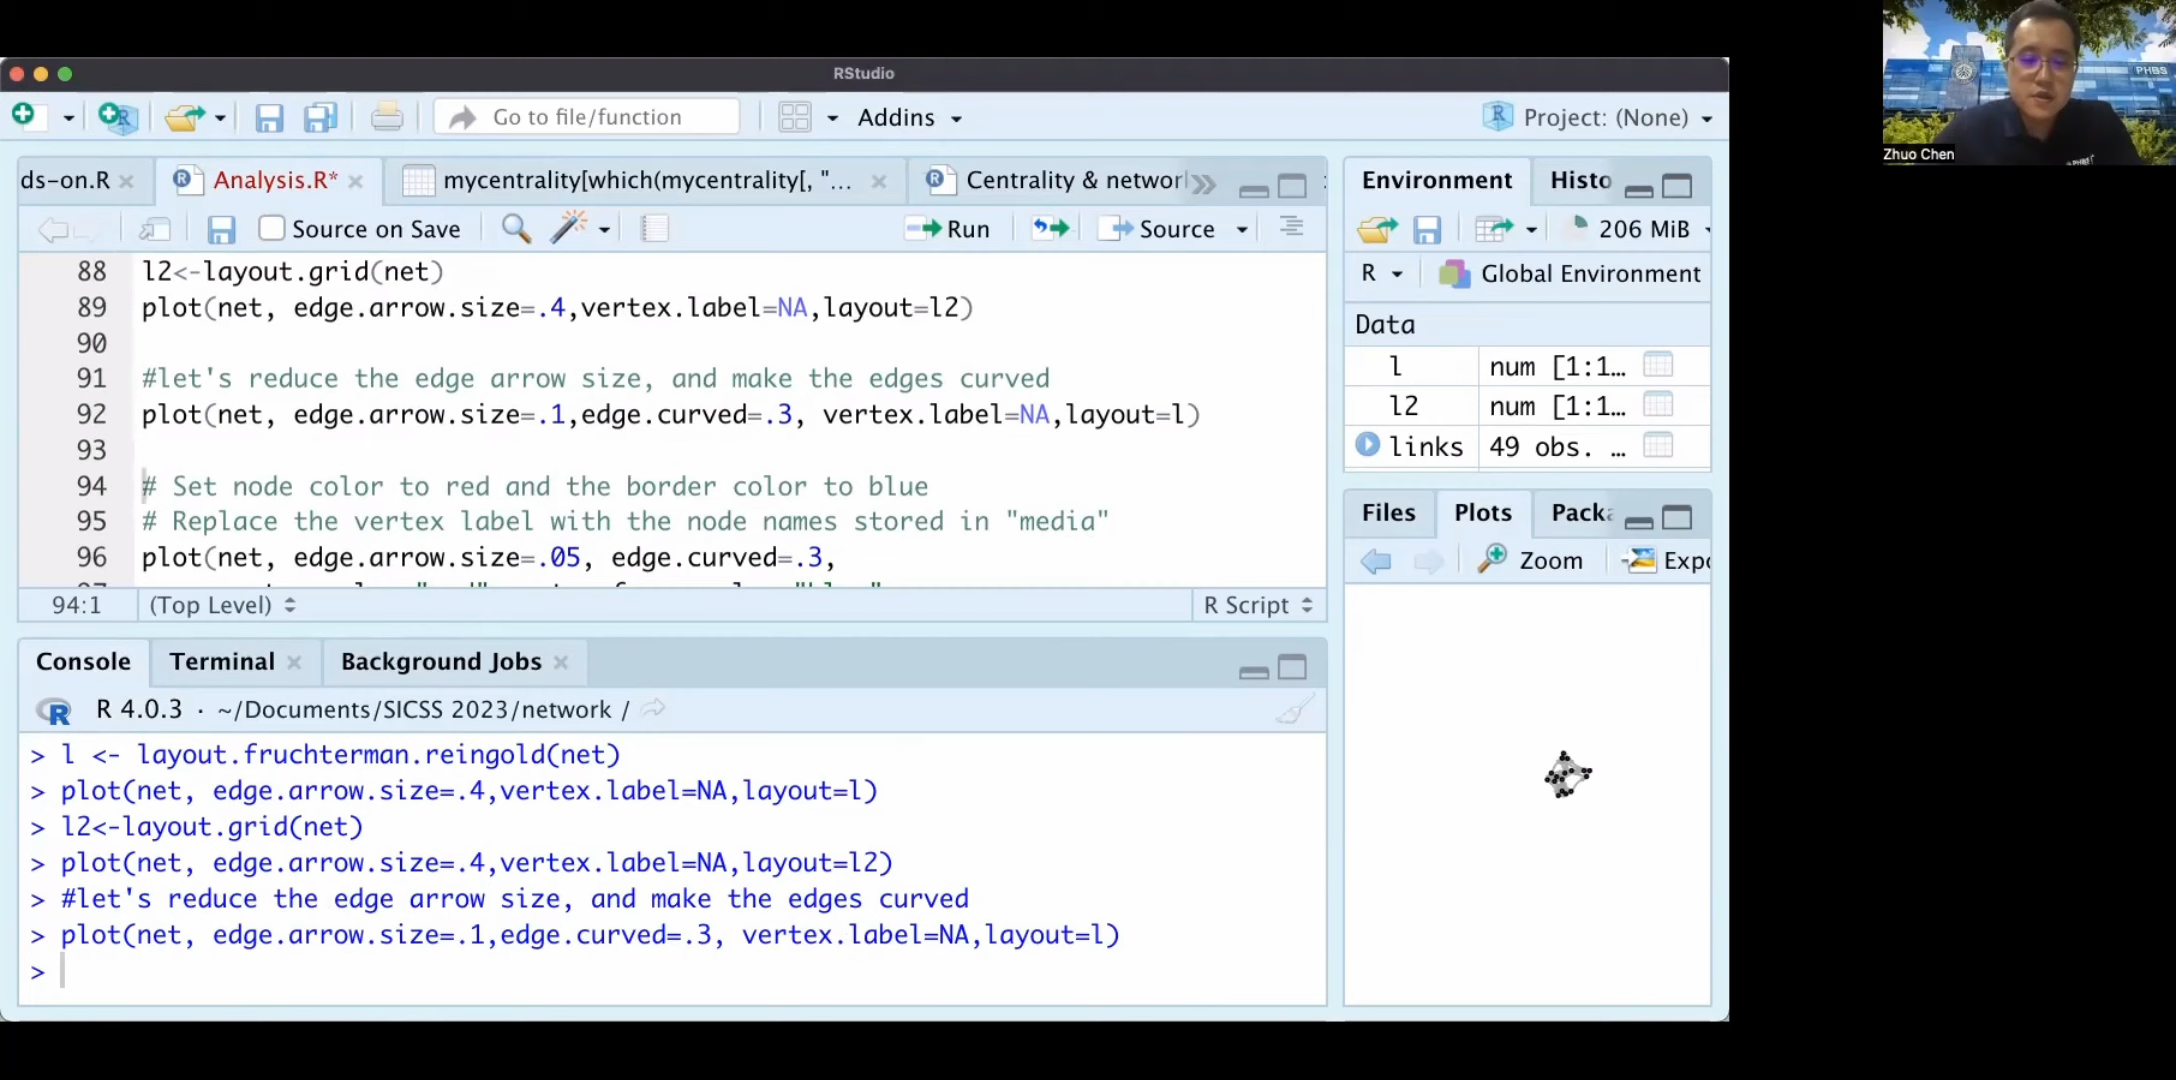 RStudio
Go to file/function
Addins
Project: (None)
ds-on.R
Analysis.R*
mycentrality[which(mycentrality[, "...
Centrality & networ
Source on Save
Run
Source
88 l2<-layout.grid(net)
89 plot(net, edge.arrow.size=.4,vertex.label=NA,layout=l2)
90
91 #let's reduce the edge arrow size, and make the edges curved
92 plot(net, edge.arrow.size=.1,edge.curved=.3, vertex.label=NA,layout=l)
93
94 # Set node color to red and the border color to blue
95 # Replace the vertex label with the node names stored in "media"
96 plot(net, edge.arrow.size=.05, edge.curved=.3,
94:1
(Top Level)
R Script
Console
Terminal
Background Jobs
R 4.0.3 · ~/Documents/SICSS 2023/network /
> l <- layout.fruchterman.reingold(net)
> plot(net, edge.arrow.size=.4,vertex.label=NA,layout=l)
> l2<-layout.grid(net)
> plot(net, edge.arrow.size=.4,vertex.label=NA,layout=l2)
> #let's reduce the edge arrow size, and make the edges curved
> plot(net, edge.arrow.size=.1,edge.curved=.3, vertex.label=NA,layout=l)
>
Environment
Histo
206 MiB
R
Global Environment
Data
l num [1:1...
l2 num [1:1...
links 49 obs. ...
Files
Plots
Packa
Zoom
Expo
PHBS
Zhuo Chen